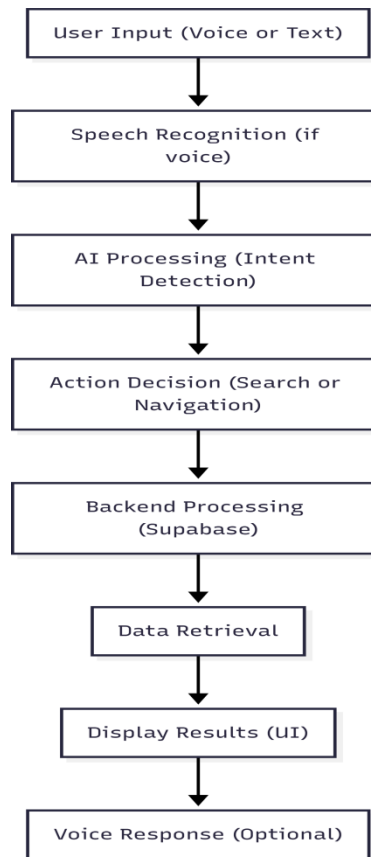 User Input (Voice or Text)
Speech Recognition (if
voice)
AI Processing (Intent
Detection)
Action Decision (Search or
Navigation)
Backend Processing
(Supabase)
Data Retrieval
Display Results (UI)
Voice Response (Optional)